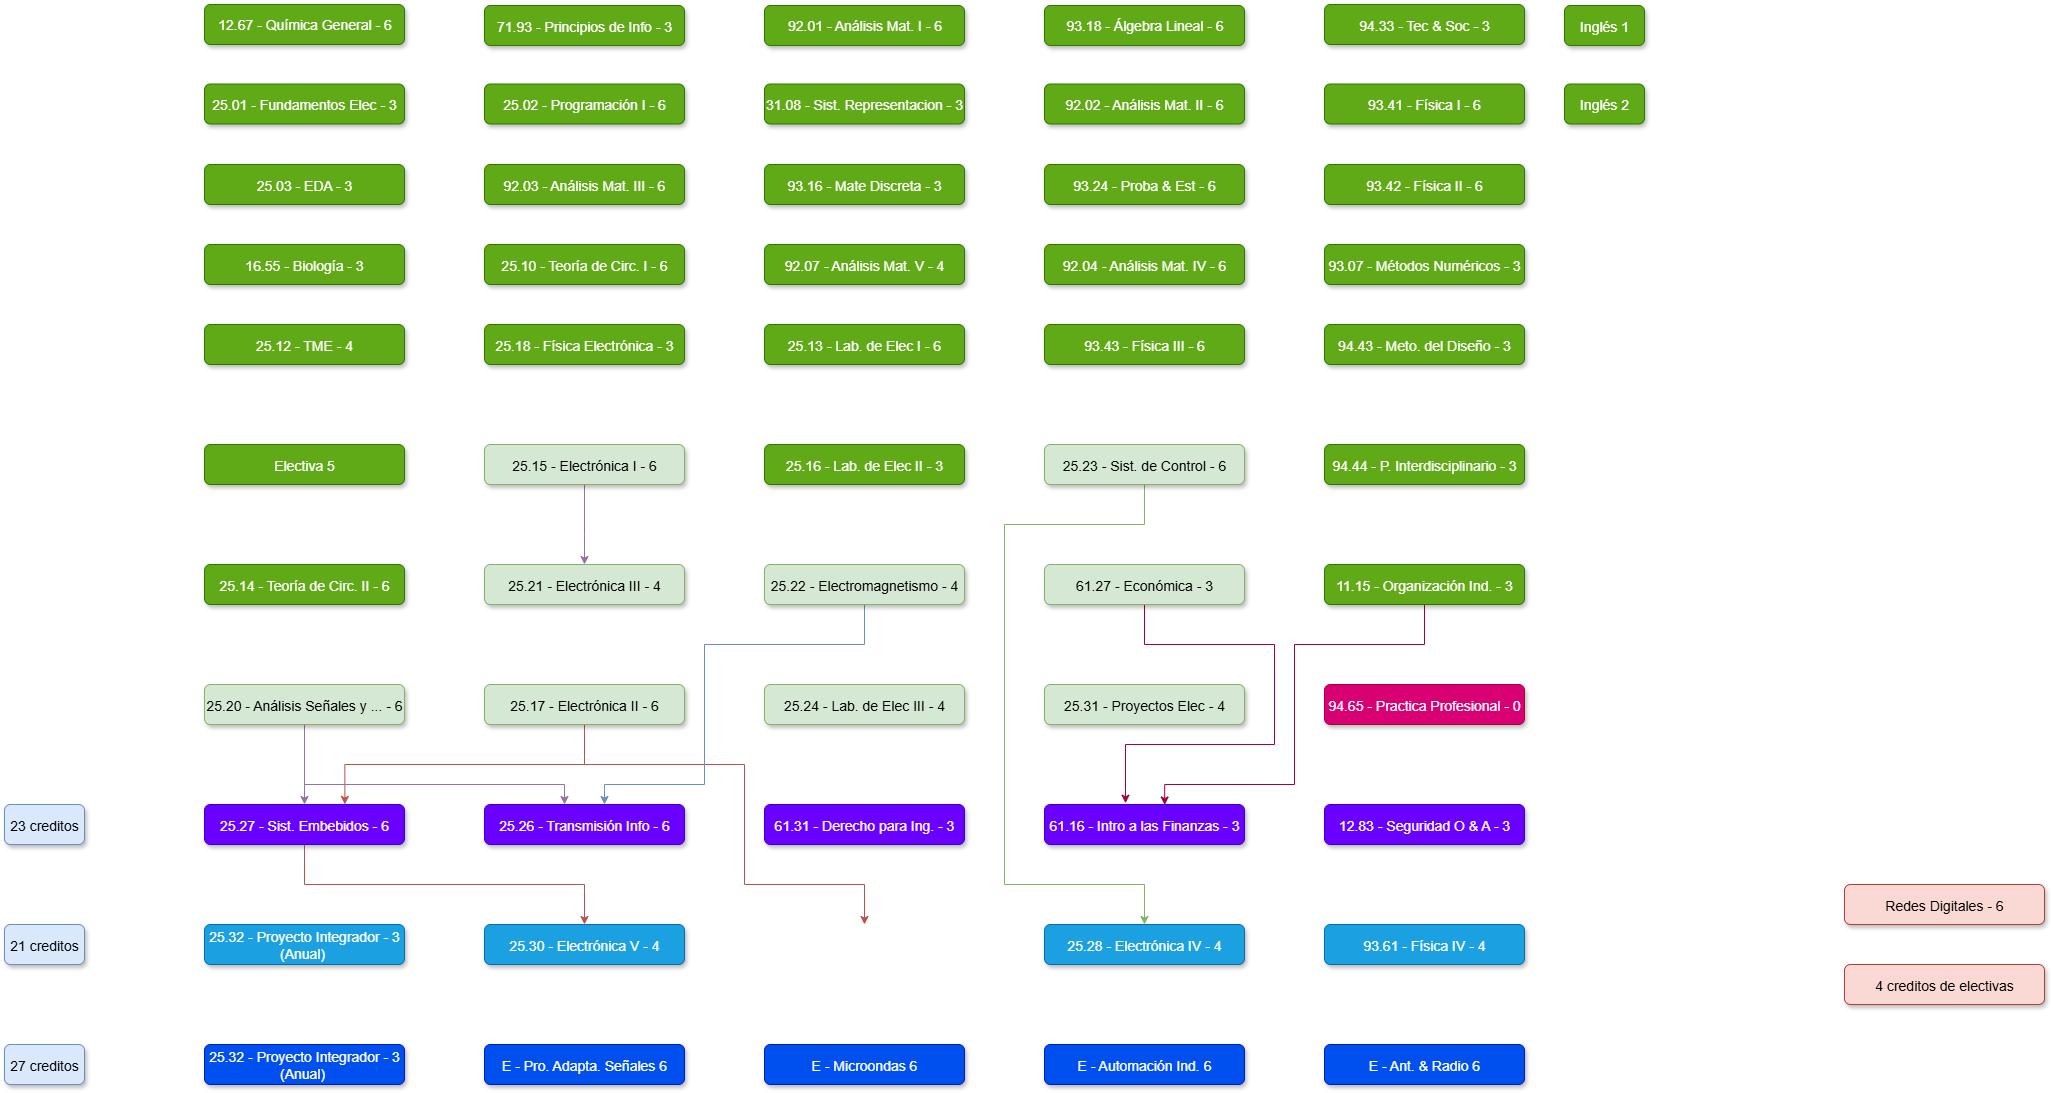 12.67 - Química General - 6
71.93 - Principios de Info - 3
92.01 - Análisis Mat. I - 6
93.18 - Álgebra Lineal - 6
94.33 - Tec & Soc - 3
Inglés 1
25.01 - Fundamentos Elec - 3
25.02 - Programación I - 6
31.08 - Sist. Representacion - 3
92.02 - Análisis Mat. II - 6
93.41 - Física I - 6
Inglés 2
25.03 - EDA - 3
92.03 - Análisis Mat. III - 6
93.16 - Mate Discreta - 3
93.24 - Proba & Est - 6
93.42 - Física II - 6
16.55 - Biología - 3
25.10 - Teoría de Circ. I - 6
92.07 - Análisis Mat. V - 4
92.04 - Análisis Mat. IV - 6
93.07 - Métodos Numéricos - 3
25.12 - TME - 4
25.18 - Física Electrónica - 3
25.13 - Lab. de Elec I - 6
93.43 - Física III - 6
94.43 - Meto. del Diseño - 3
Electiva 5
25.15 - Electrónica I - 6
25.16 - Lab. de Elec II - 3
25.23 - Sist. de Control - 6
94.44 - P. Interdisciplinario - 3
25.14 - Teoría de Circ. II - 6
25.21 - Electrónica III - 4
25.22 - Electromagnetismo - 4
61.27 - Económica - 3
11.15 - Organización Ind. - 3
25.20 - Análisis Señales y ... - 6
25.17 - Electrónica II - 6
25.24 - Lab. de Elec III - 4
25.31 - Proyectos Elec - 4
94.65 - Practica Profesional - 0
23 creditos
25.27 - Sist. Embebidos - 6
25.26 - Transmisión Info - 6
61.31 - Derecho para Ing. - 3
61.16 - Intro a las Finanzas - 3
12.83 - Seguridad O & A - 3
Redes Digitales - 6
21 creditos
25.32 - Proyecto Integrador - 3
(Anual)
25.30 - Electrónica V - 4
25.28 - Electrónica IV - 4
93.61 - Física IV - 4
4 creditos de electivas
27 creditos
25.32 - Proyecto Integrador - 3
(Anual)
E - Pro. Adapta. Señales 6
E - Microondas 6
E - Automación Ind. 6
E - Ant. & Radio 6